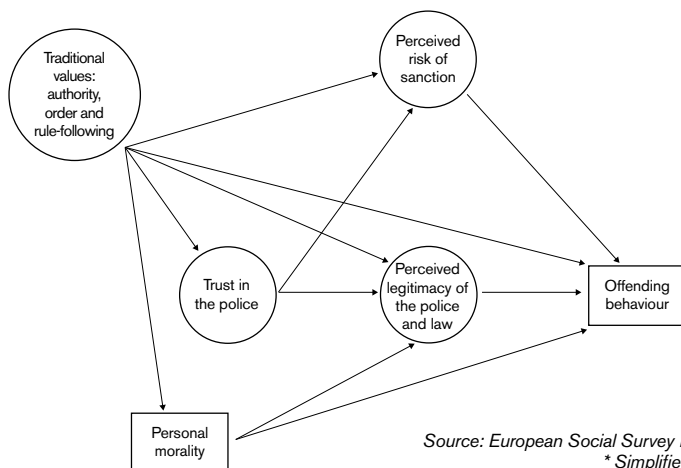 Traditional
values:
authority,
order and
rule-following
Perceived
risk of
sanction
Trust in
the police
Perceived
legitimacy of
the police
and law
Offending
behaviour
Personal
morality
Source: European Social Survey
* Simplifie